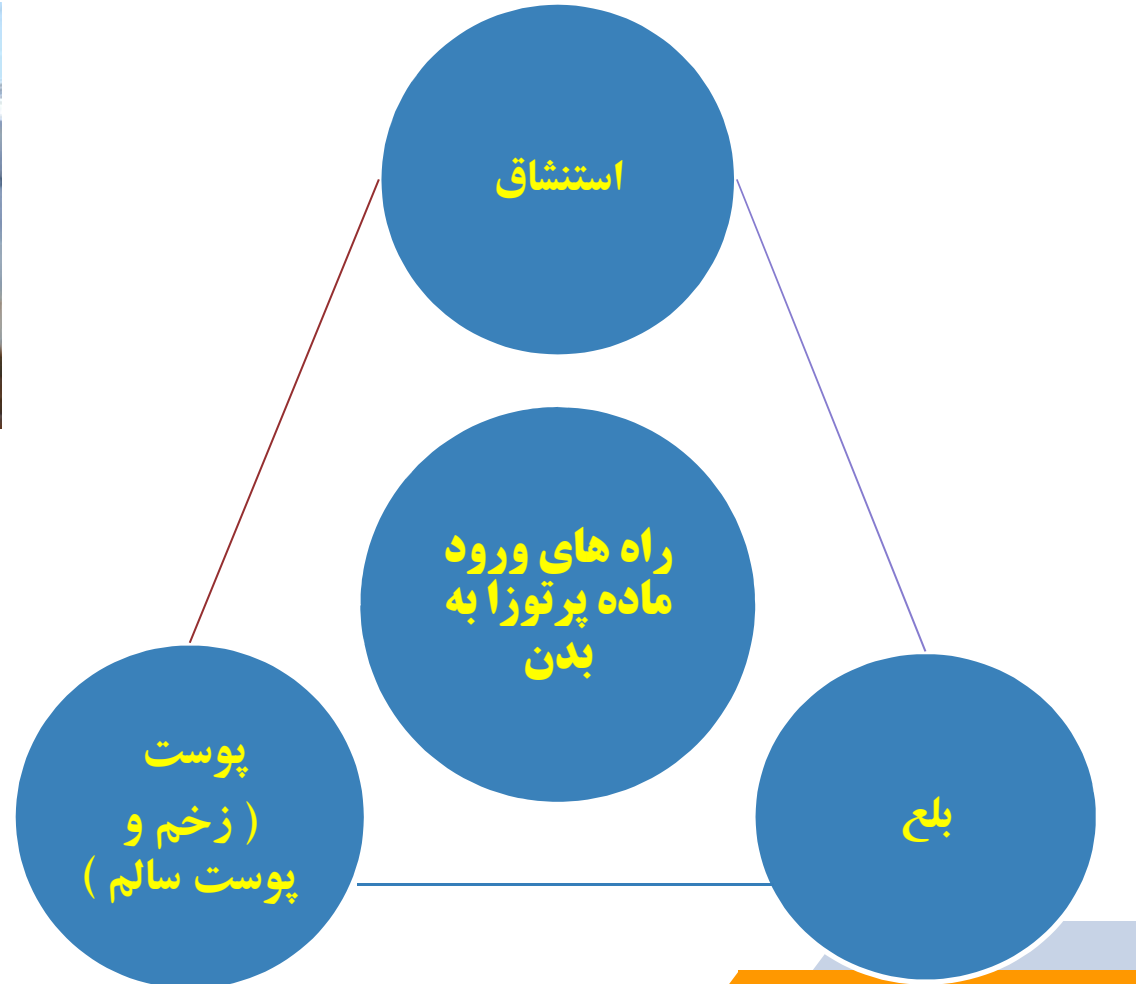 استنشاق
راه های ورود
ماده پرتوزا به
بدن
پوست
( زخم و
پوست سالم )
بلع